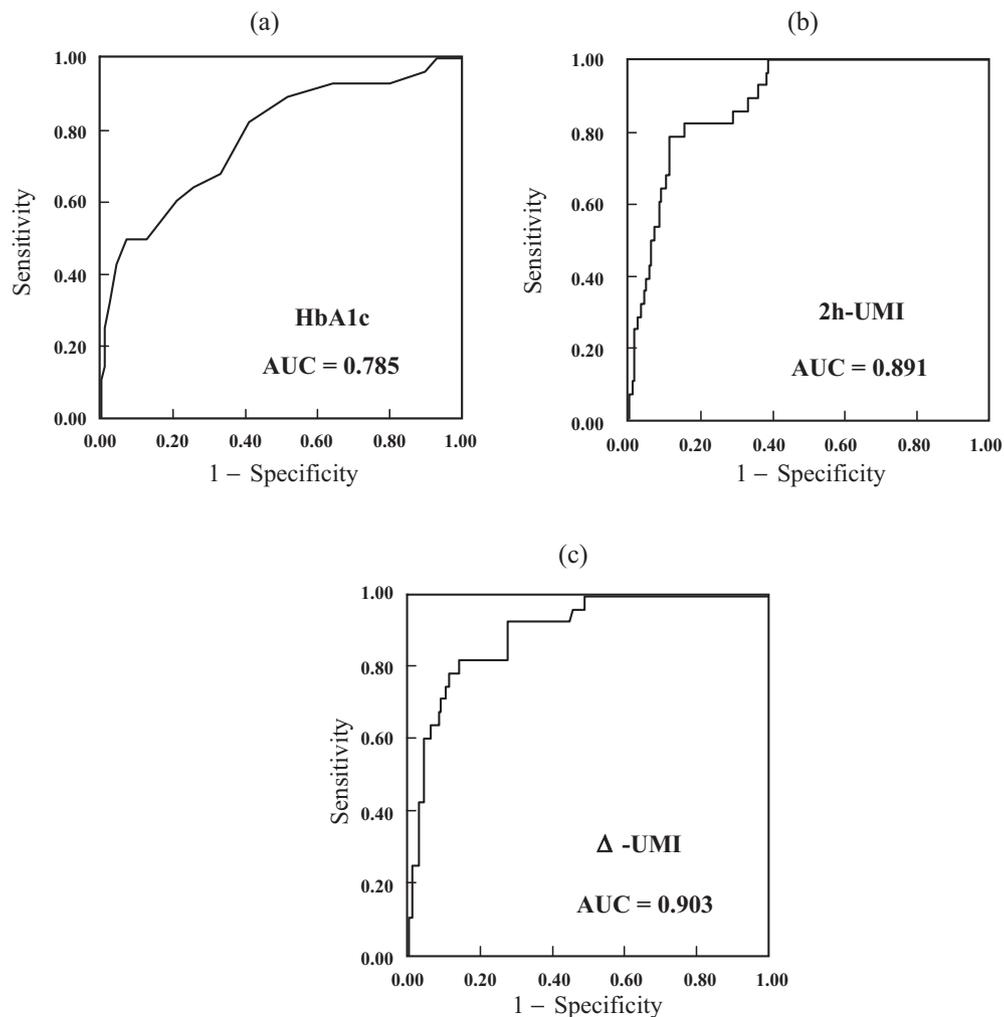 (a)
1.00
0.80
0.60
0.40
0.20
0.00
Sensitivity
HbA1c
AUC = 0.785
0.00 0.20 0.40 0.60 0.80 1.00
1 – Specificity
(b)
1.00
0.80
0.60
0.40
0.20
0.00
Sensitivity
2h-UMI
AUC = 0.891
0.00 0.20 0.40 0.60 0.80 1.00
1 – Specificity
(c)
1.00
0.80
0.60
0.40
0.20
0.00
Sensitivity
Δ -UMI
AUC = 0.903
0.00 0.20 0.40 0.60 0.80 1.00
1 – Specificity